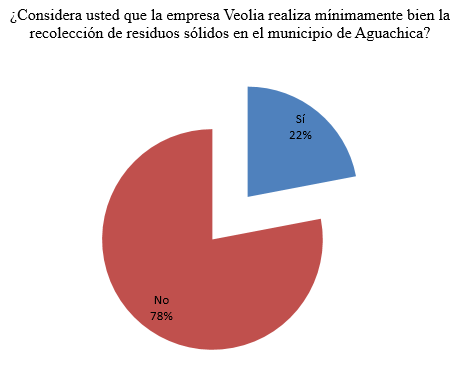 ¿Considera usted que la empresa Veolia realiza mínimamente bien la
recolección de residuos sólidos en el municipio de Aguachica?
Sí
22%
No
78%